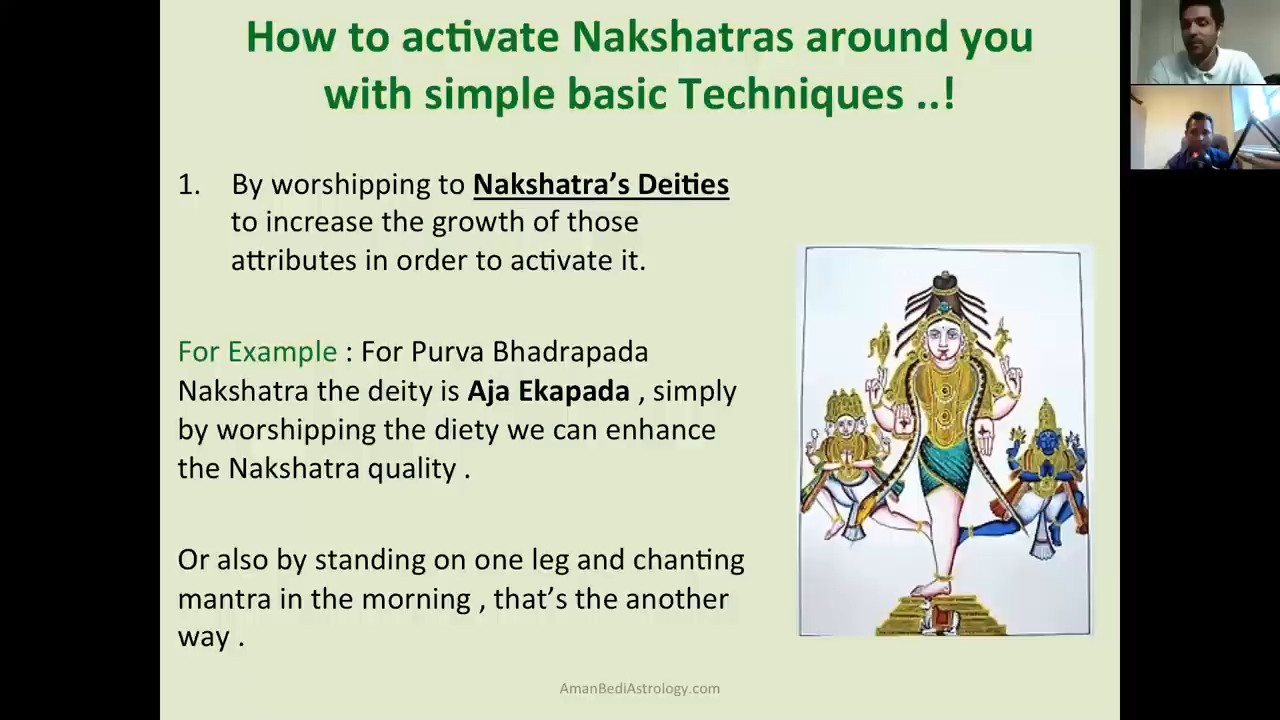 How to activate Nakshatras around you
with simple basic Techniques ..!
1. By worshipping to Nakshatra’s Deities
to increase the growth of those
attributes in order to activate it.
For Example : For Purva Bhadrapada
Nakshatra the deity is Aja Ekapada , simply
by worshipping the diety we can enhance
the Nakshatra quality .
Or also by standing on one leg and chanting
mantra in the morning , that’s the another
way .
AmanBediAstrology.com